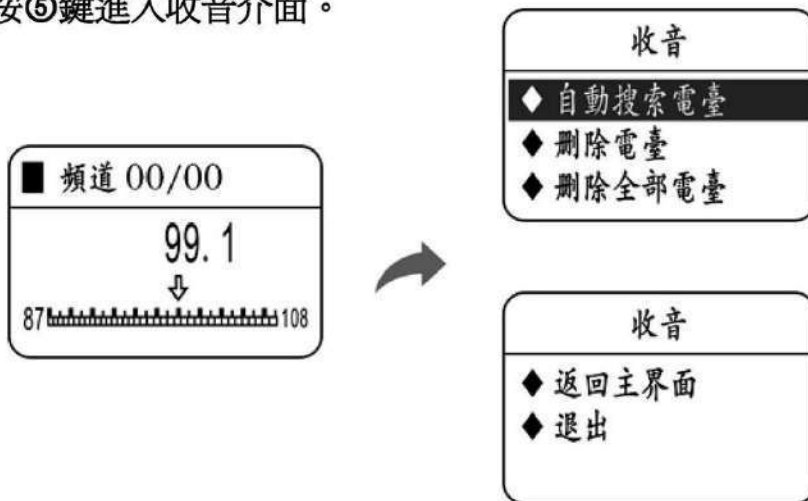 按⑤鍵進入收音介面。
頻道 00/00
99.1
87 108
收音
自動搜索電臺
刪除電臺
刪除全部電臺
收音
返回主界面
退出